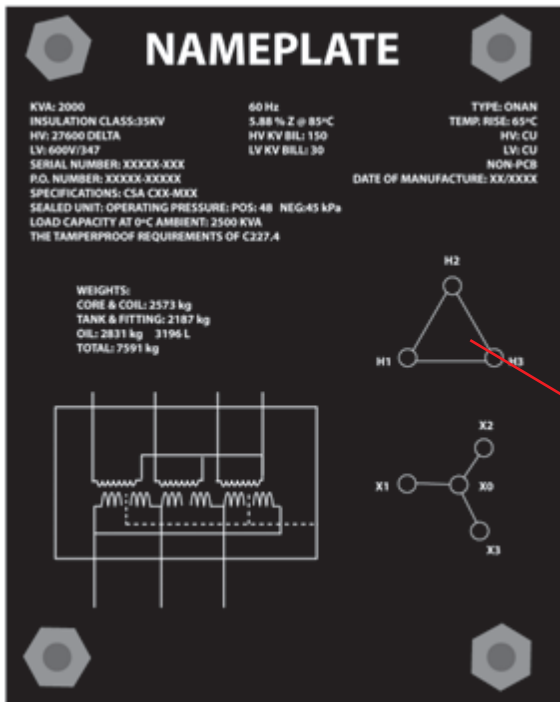 NAMEPLATE
KVA: 2000 60 Hz TYPE: ONAN
INSULATION CLASS:35KV 5.88 % Z @ 85ºC TEMP. RISE: 65ºC
HV: 27600 DELTA HV KV BIL: 150 HV: CU
LV: 600V/347 LV KV BILL: 30 LV: CU
SERIAL NUMBER: XXXXX-XXX NON-PCB
P.O. NUMBER: XXXXX-XXXXX DATE OF MANUFACTURE: XX/XXXX
SPECIFICATIONS: CSA CXX-MXX
SEALED UNIT: OPERATING PRESSURE: POS: 48 NEG:45 kPa
LOAD CAPACITY AT 0ºC AMBIENT: 2500 KVA
THE TAMPERPROOF REQUIREMENTS OF C227.4
WEIGHTS:
CORE & COIL: 2573 kg
TANK & FITTING: 2187 kg
OIL: 2831 kg 3196 L
TOTAL: 7591 kg
H2
H1 H3
X2
X1 X0
X3